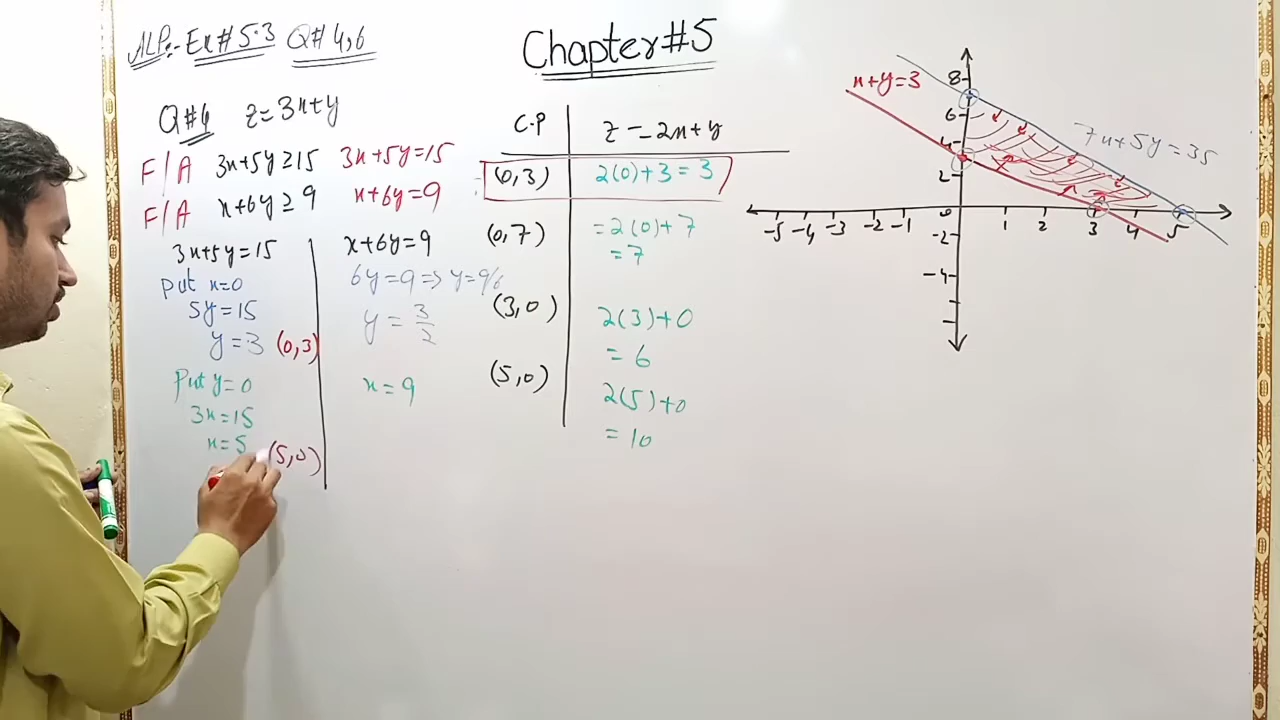 ALP:- Ex#5.3 Q# 4,6
Chapter#5
Q#4 z=3x+y
F/A 3x+5y≥15 3x+5y=15
F/A x+6y≥9 x+6y=9
3x+5y=15
Put x=0
5y=15
y=3 (0,3)
Put y=0
3x=15
x=5 (5,0)
x+6y=9
6y=9=>y=9/6
y=3/2
x=9
C.P z=2x+y
(0,3) 2(0)+3=3
(0,7) =2(0)+7
=7
(3,0) 2(3)+0
=6
(5,0) 2(5)+0
=10
x+y=3
7x+5y=35
8
6
4
2
-5 -4 -3 -2 -1 0 1 2 3 4 5
-2
-4